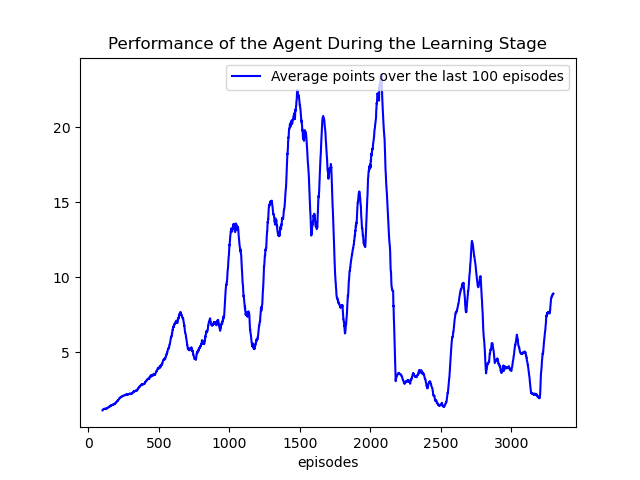 Performance of the Agent During the Learning Stage
Average points over the last 100 episodes
20
15
10
5
0 500 1000 1500 2000 2500 3000
episodes